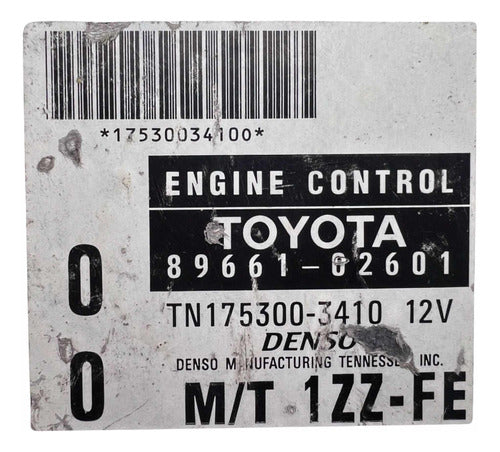 *17530034100*
ENGINE CONTROL
TOYOTA
89661-02601
TN175300-3410 12V
DENSO
DENSO MANUFACTURING TENNESSEE, INC.
0
0
M/T 1ZZ-FE